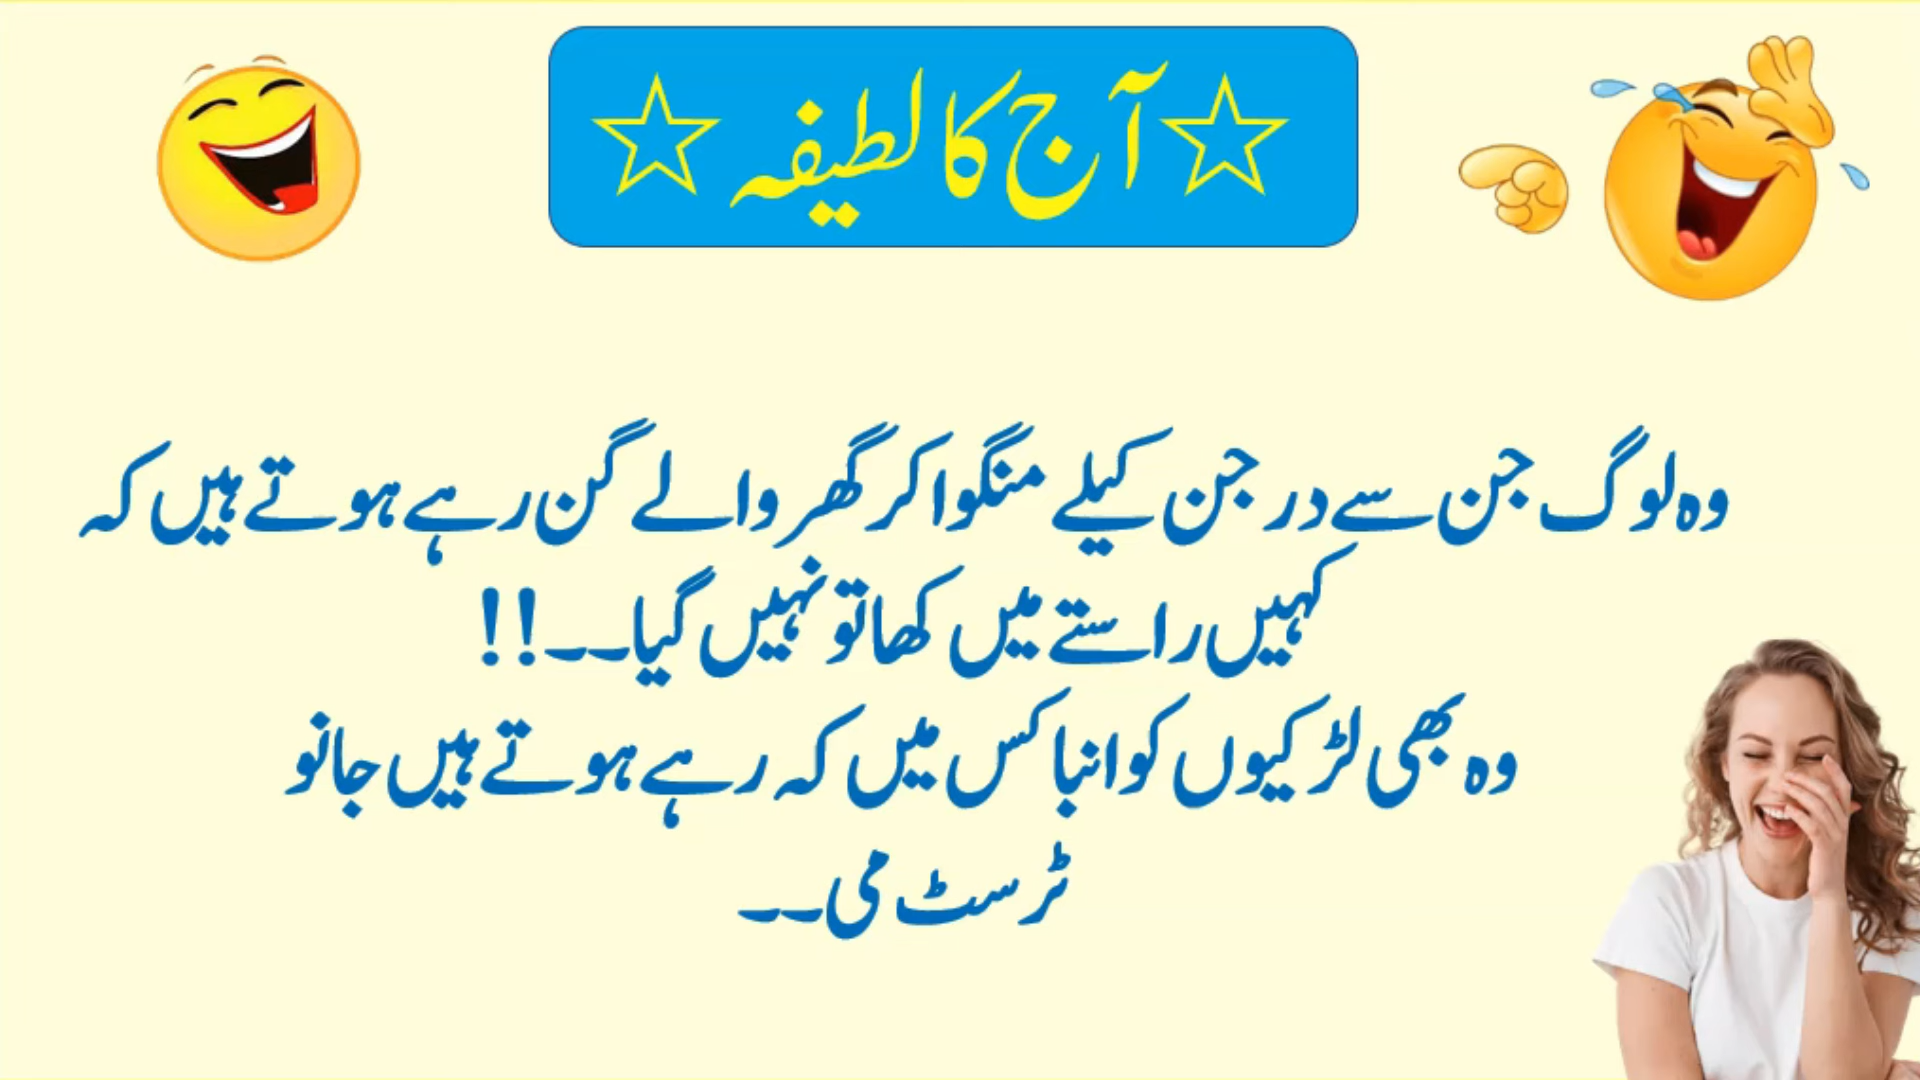 ☆آج کا لطیفہ☆
وہ لوگ جن سے درجن کیلے منگوا کر گھر والے گن رہے ہوتے ہیں کہ
کہیں راستے میں کھا تو نہیں گیا۔۔!!
وہ بھی لڑکیوں کو انباکس میں کہ رہے ہوتے ہیں جانو
ٹرسٹ می۔۔